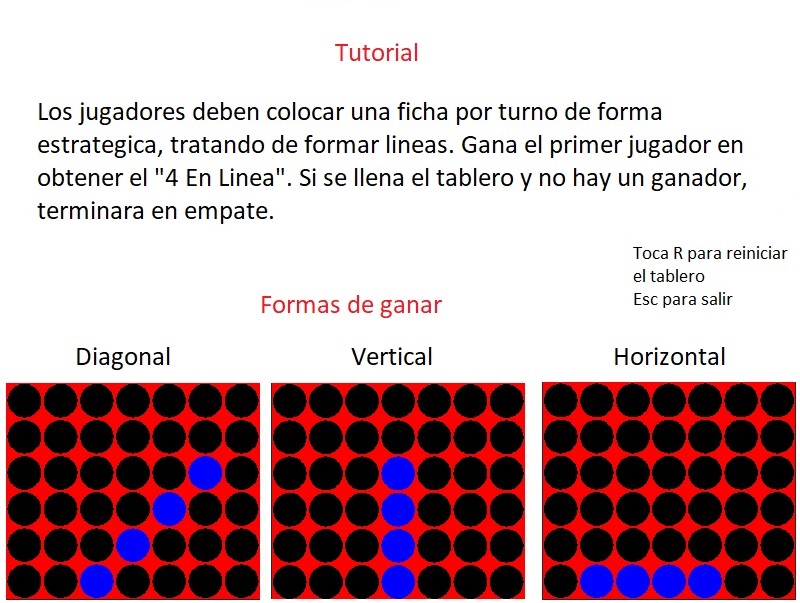 Tutorial
Los jugadores deben colocar una ficha por turno de forma
estrategica, tratando de formar lineas. Gana el primer jugador en
obtener el "4 En Linea". Si se llena el tablero y no hay un ganador,
terminara en empate.
Toca R para reiniciar
el tablero
Esc para salir
Formas de ganar
Diagonal
Vertical
Horizontal